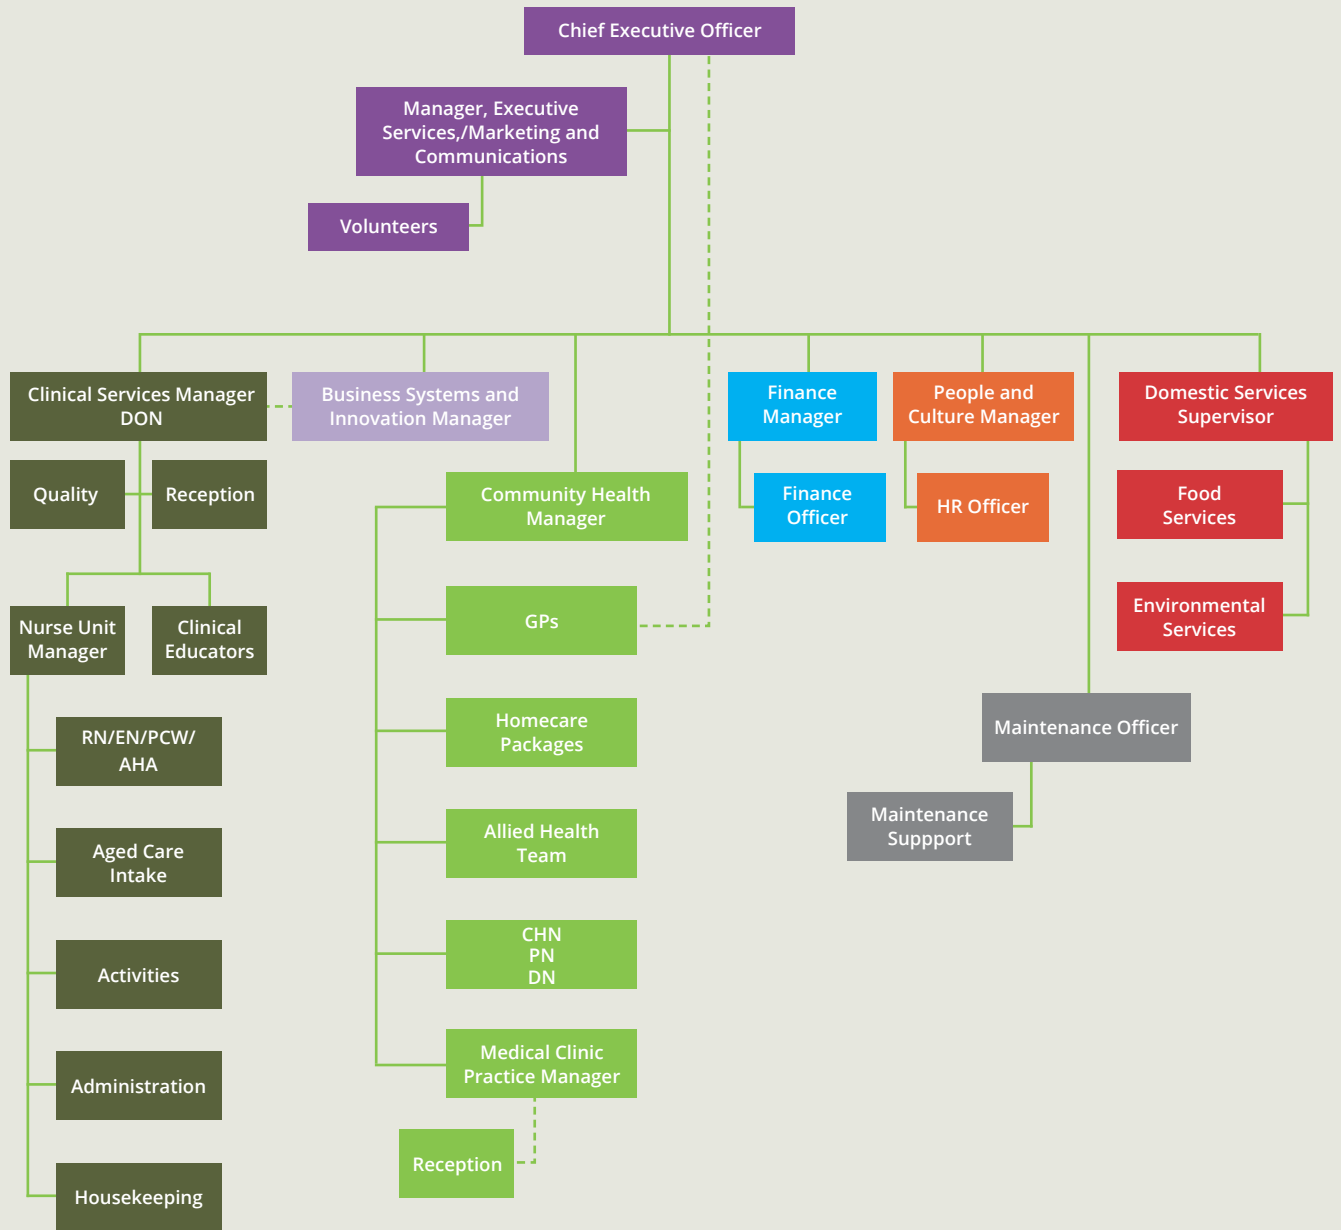 Chief Executive Officer
Manager, Executive
Services,/Marketing and
Communications
Volunteers
Clinical Services Manager
DON
Business Systems and
Innovation Manager
Finance
Manager
People and
Culture Manager
Domestic Services
Supervisor
Quality
Reception
Community Health
Manager
Finance
Officer
HR Officer
Food
Services
Nurse Unit
Manager
Clinical
Educators
GPs
Environmental
Services
RN/EN/PCW/
AHA
Homecare
Packages
Maintenance Officer
Aged Care
Intake
Allied Health
Team
Maintenance
Suppport
Activities
CHN
PN
DN
Administration
Medical Clinic
Practice Manager
Housekeeping
Reception